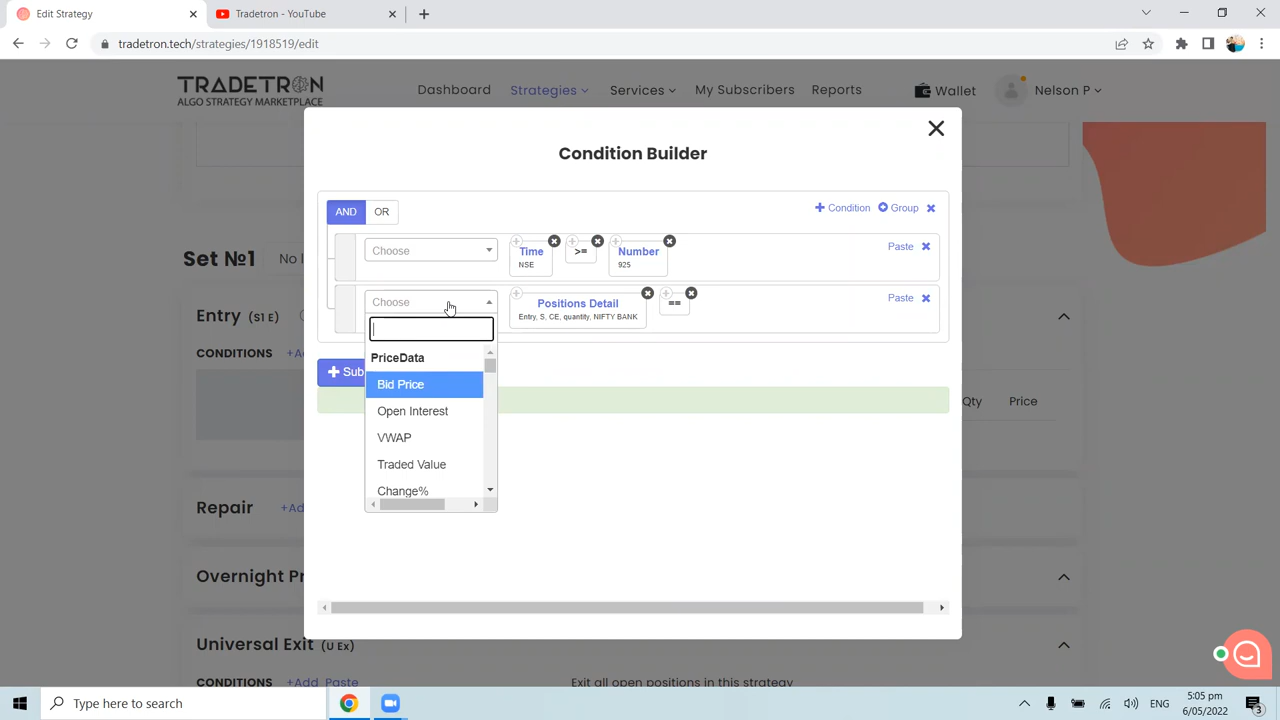 Edit Strategy
Tradetron - YouTube
tradetron.tech/strategies/1918519/edit
TRADETRON
ALGO STRATEGY MARKETPLACE
Dashboard Strategies Services My Subscribers Reports Wallet Nelson P
Condition Builder
AND OR
Condition Group
Choose
Time
NSE
>=
Number
925
Paste
Choose
Positions Detail
Entry, S, CE, quantity, NIFTY BANK
==
Paste
PriceData
Bid Price
Open Interest
VWAP
Traded Value
Change%
Sub
Set №1
Entry (S1 E)
CONDITIONS
Qty Price
Repair
Universal Exit (U Ex)
CONDITIONS +Add Paste
Exit all open positions in this strategy
Type here to search
ENG
5:05 pm
6/05/2022
3